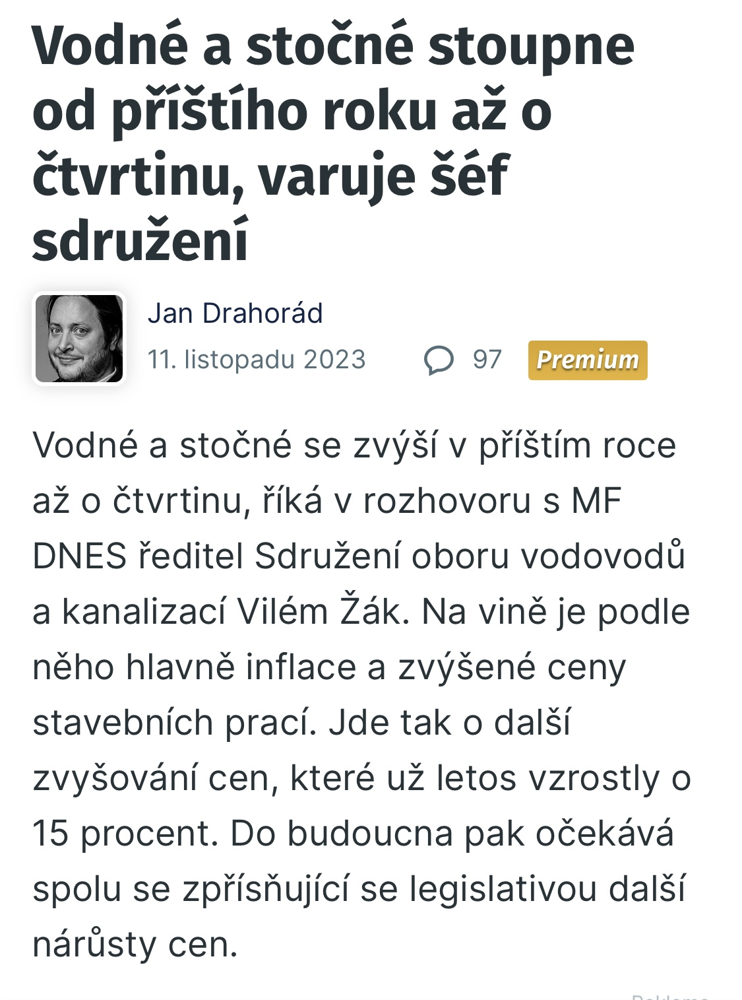 Vodné a stočné stoupne
od příštího roku až o
čtvrtinu, varuje šéf
sdružení
Jan Drahorád
11. listopadu 2023 97 Premium
Vodné a stočné se zvýší v příštím roce
až o čtvrtinu, říká v rozhovoru s MF
DNES ředitel Sdružení oboru vodovodů
a kanalizací Vilém Žák. Na vině je podle
něho hlavně inflace a zvýšené ceny
stavebních prací. Jde tak o další
zvyšování cen, které už letos vzrostly o
15 procent. Do budoucna pak očekává
spolu se zpřísňující se legislativou další
nárůsty cen.